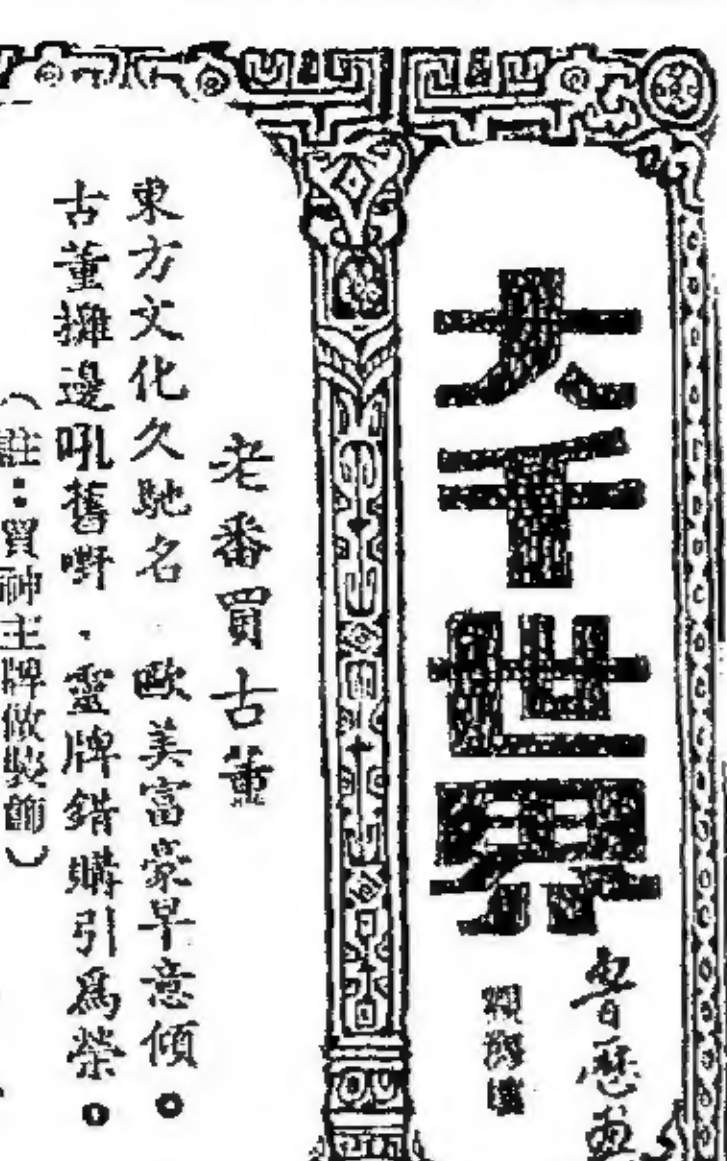 大千世界
老番買古董
東方文化久馳名 歐美富豪早意傾。
古董攤邊吼舊嘢．靈牌錯購引爲榮。
（註：買神主牌做裝飾）